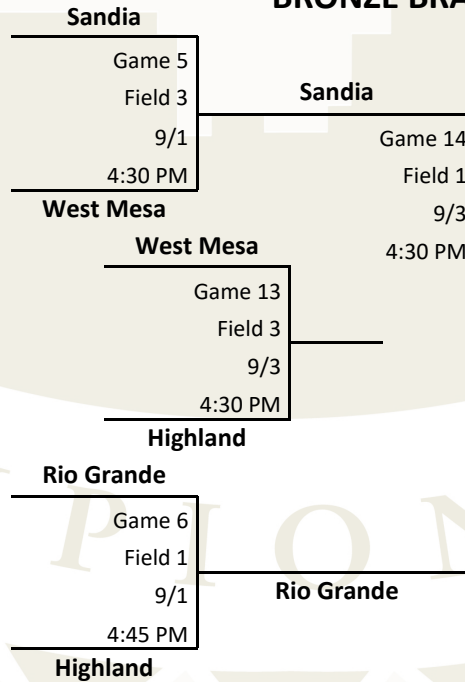 BRONZE BRA
Sandia
Game 5
Field 3
9/1
4:30 PM
West Mesa
Sandia
Game 14
Field 1
9/3
4:30 PM
West Mesa
Game 13
Field 3
9/3
4:30 PM
Highland
Rio Grande
Game 6
Field 1
9/1
4:45 PM
Highland
Rio Grande
P I O N